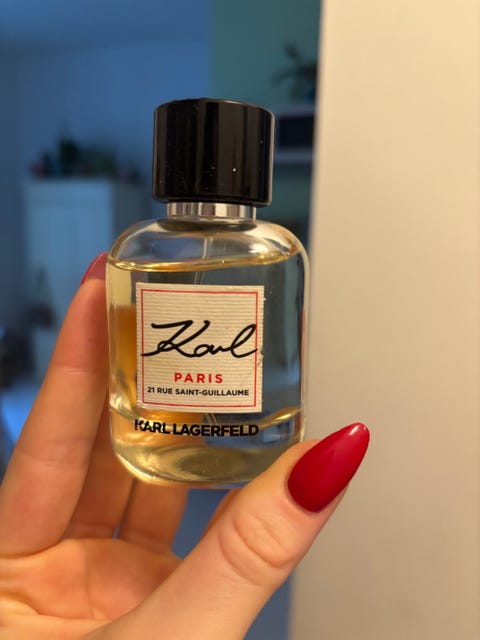 Karl
PARIS
21 RUE SAINT-GUILLAUME
KARL LAGERFELD